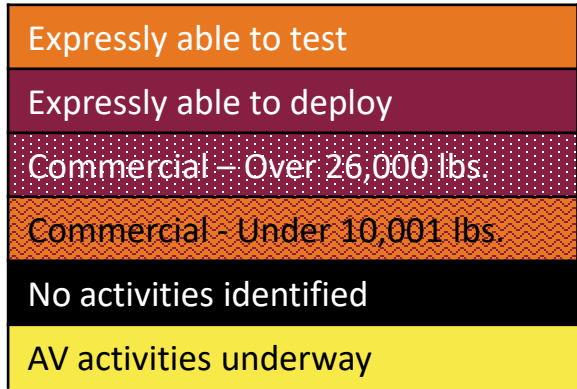 Expressly able to test
Expressly able to deploy
Commercial – Over 26,000 lbs.
Commercial - Under 10,001 lbs.
No activities identified
AV activities underway